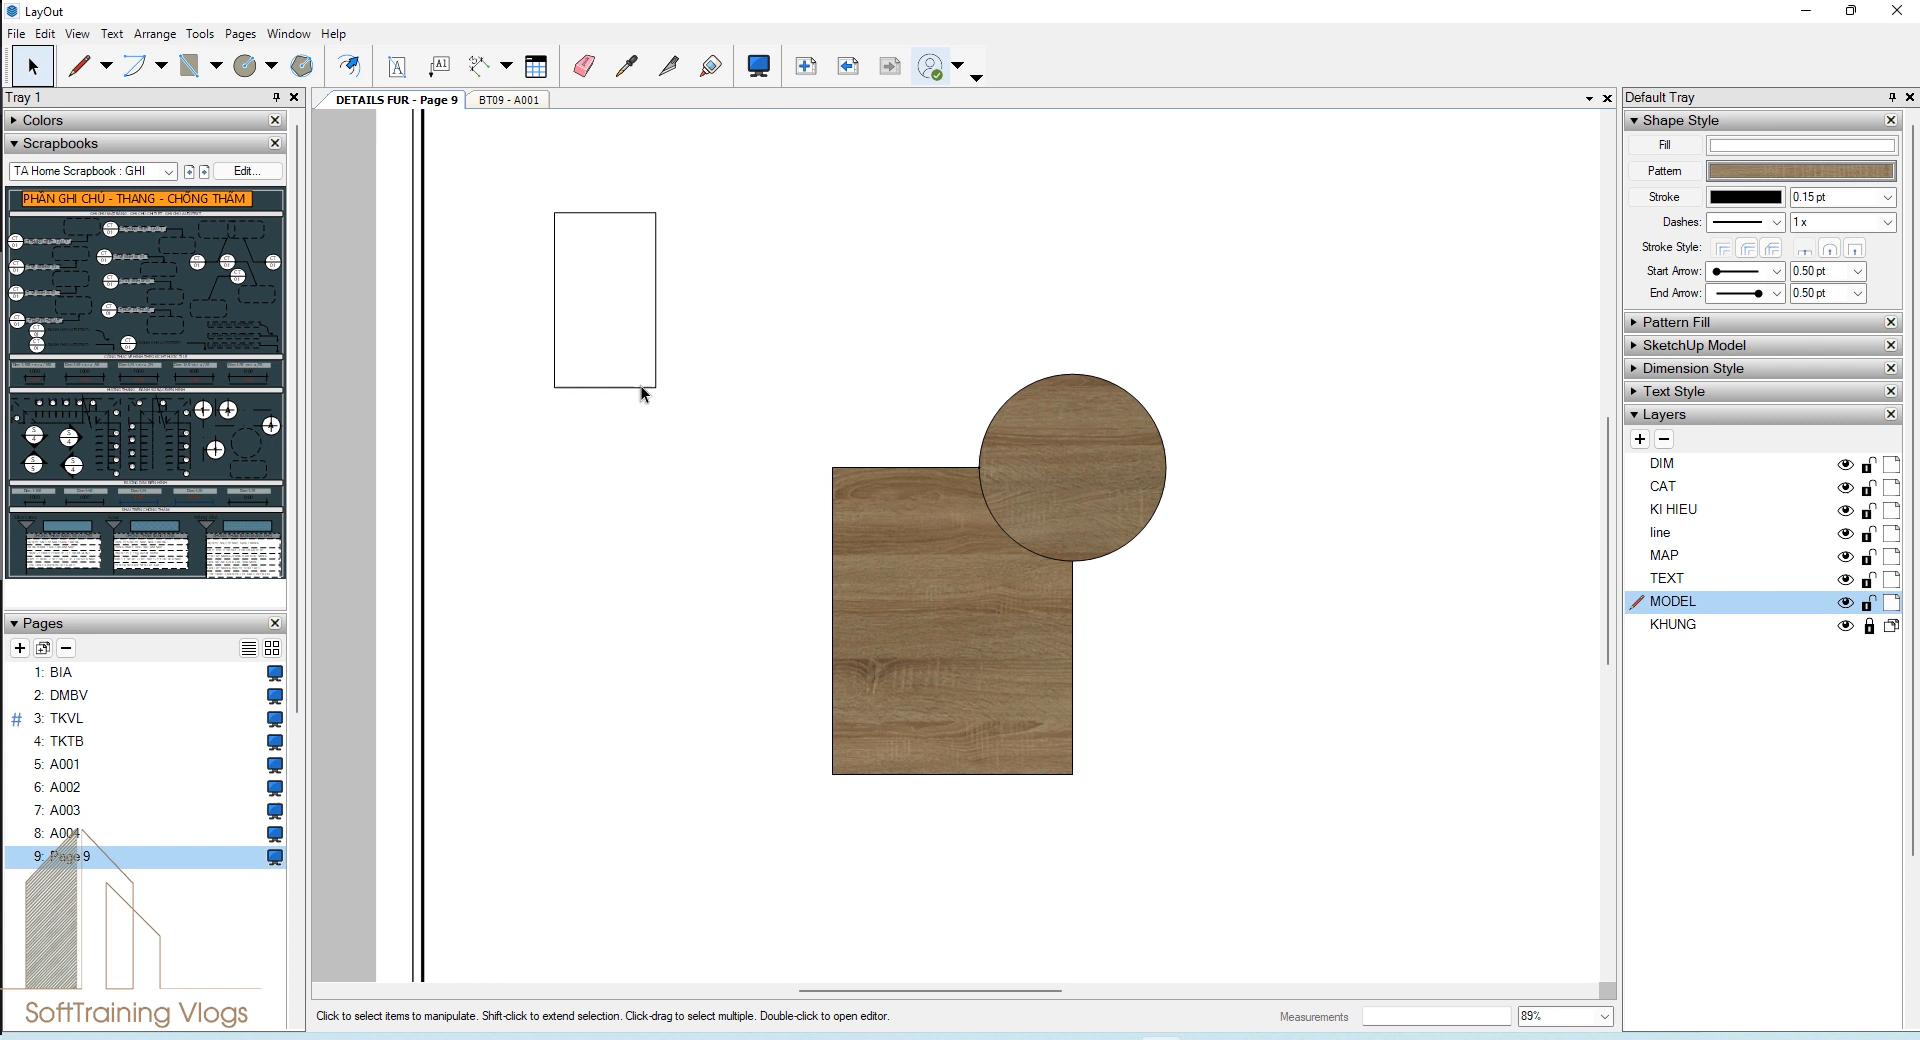 LayOut
File Edit View Text Arrange Tools Pages Window Help
Tray 1
DETAILS FUR - Page 9
BT09 - A001
Default Tray
Colors
Scrapbooks
TA Home Scrapbook : GHI
Edit...
PHẦN GHI CHÚ - THANG - CHỐNG THẤM
Pages
1: BIA
2: DMBV
# 3: TKVL
4: TKTB
5: A001
6: A002
7: A003
8: A004
9: Page 9
SoftTraining Vlogs
Click to select items to manipulate. Shift-click to extend selection. Click-drag to select multiple. Double-click to open editor.
Measurements
89%
Shape Style
Fill
Pattern
Stroke
0.15 pt
Dashes:
1 x
Stroke Style:
Start Arrow:
0.50 pt
End Arrow:
0.50 pt
Pattern Fill
SketchUp Model
Dimension Style
Text Style
Layers
DIM
CAT
KI HIEU
line
MAP
TEXT
MODEL
KHUNG